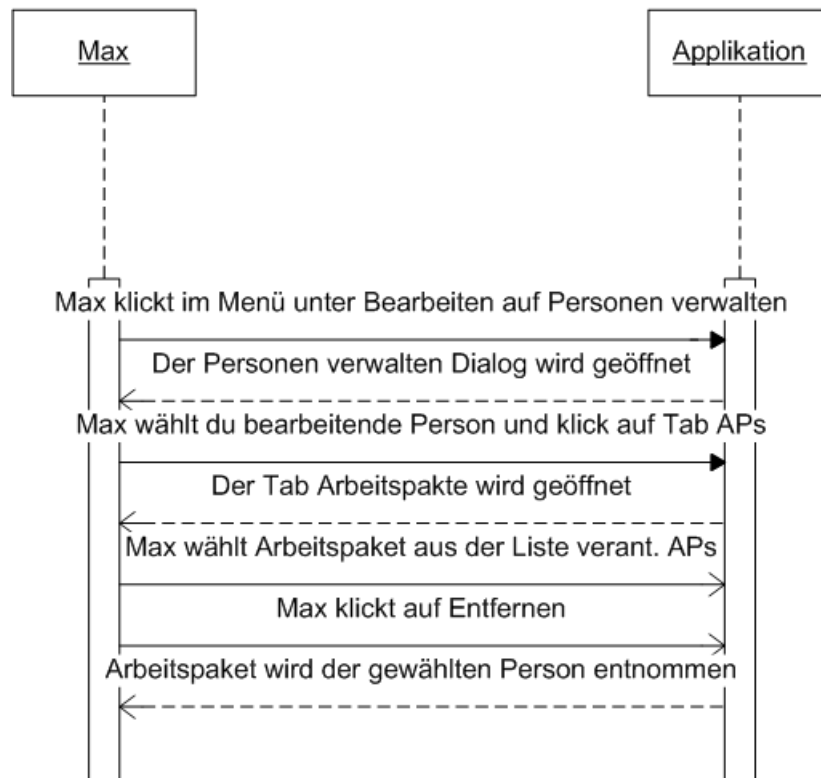 Max
Applikation
Max klickt im Menü unter Bearbeiten auf Personen verwalten
Der Personen verwalten Dialog wird geöffnet
Max wählt du bearbeitende Person und klick auf Tab APs
Der Tab Arbeitspakte wird geöffnet
Max wählt Arbeitspaket aus der Liste verant. APs
Max klickt auf Entfernen
Arbeitspaket wird der gewählten Person entnommen